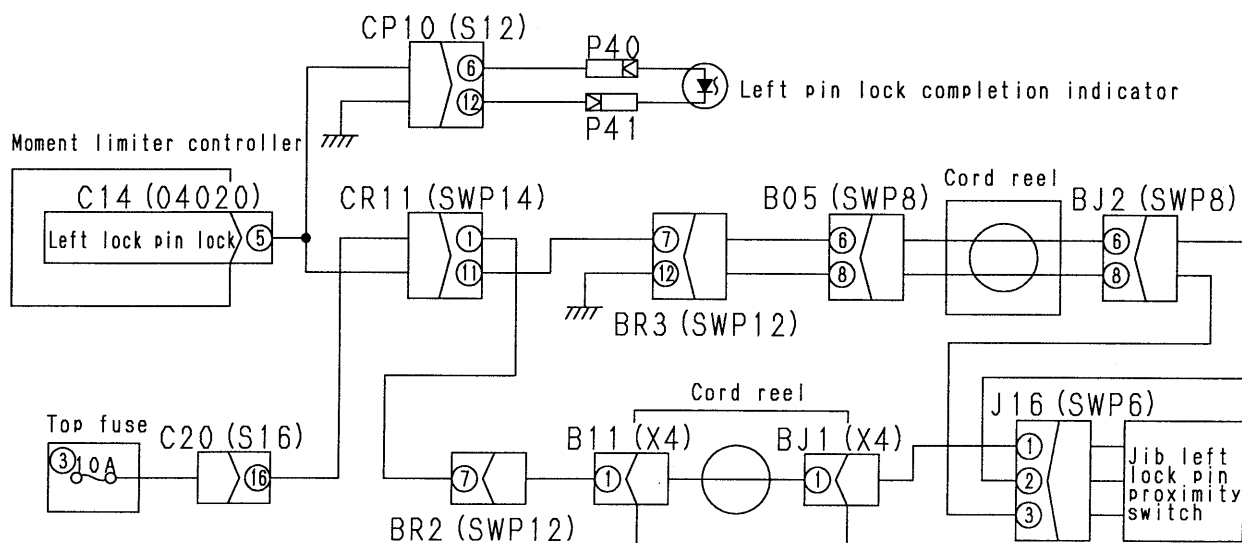 CP10 (S12)
P40
6
12
P41
Left pin lock completion indicator
Moment limiter controller
C14 (04020)
Left lock pin lock
5
CR11 (SWP14)
1
11
7
12
BR3 (SWP12)
B05 (SWP8)
6
8
Cord reel
BJ2 (SWP8)
6
8
Top fuse
3
10A
C20 (S16)
16
7
BR2 (SWP12)
Cord reel
B11 (X4)
1
BJ1 (X4)
1
J16 (SWP6)
1
2
3
Jib left
lock pin
proximity
switch